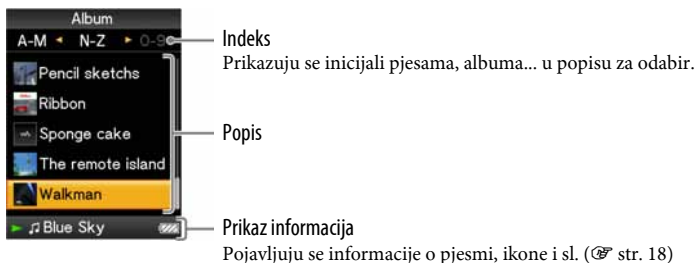 Album
A-M ◂ N-Z ▸ 0-9
Indeks
Prikazuju se inicijali pjesama, albuma... u popisu za odabir.
Pencil sketchs
Ribbon
Sponge cake
Popis
The remote island
Walkman
Blue Sky
Prikaz informacija
Pojavljuju se informacije o pjesmi, ikone i sl. (☞ str. 18)